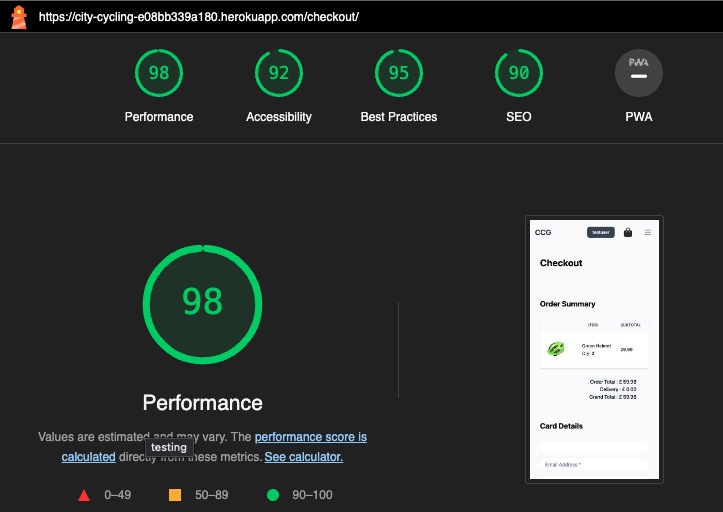 https://city-cycling-e08bb339a180.herokuapp.com/checkout/
98 92 95 90 PWA
Performance Accessibility Best Practices SEO PWA
98
Performance
Values are estimated and may vary. The performance score is
calculated directly from these metrics. See calculator.
testing
0–49 50–89 90–100
CCG testuser
Checkout
Order Summary
ITEM SUBTOTAL
Green Helmet
29.99
Qty: 2
Order Total : £ 59.98
Delivery : £ 0.00
Grand Total : £ 59.98
Card Details
Email Address *